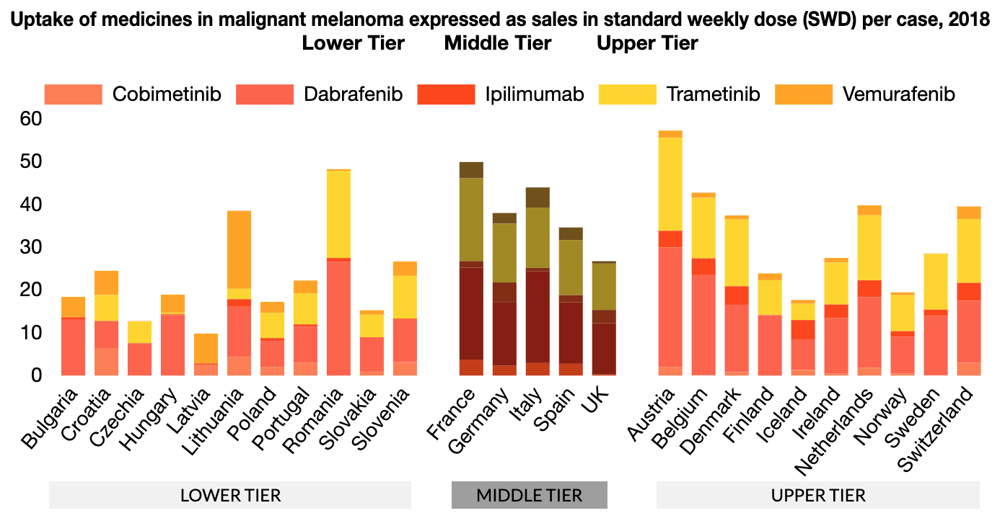 Uptake of medicines in malignant melanoma expressed as sales in standard weekly dose (SWD) per case, 2018
Lower Tier Middle Tier Upper Tier
Cobimetinib Dabrafenib Ipilimumab Trametinib Vemurafenib
60
50
40
30
20
10
0
Bulgaria
Croatia
Czechia
Hungary
Latvia
Lithuania
Poland
Portugal
Romania
Slovakia
Slovenia
France
Germany
Italy
Spain
UK
Austria
Belgium
Denmark
Finland
Iceland
Ireland
Netherlands
Norway
Sweden
Switzerland
LOWER TIER MIDDLE TIER UPPER TIER